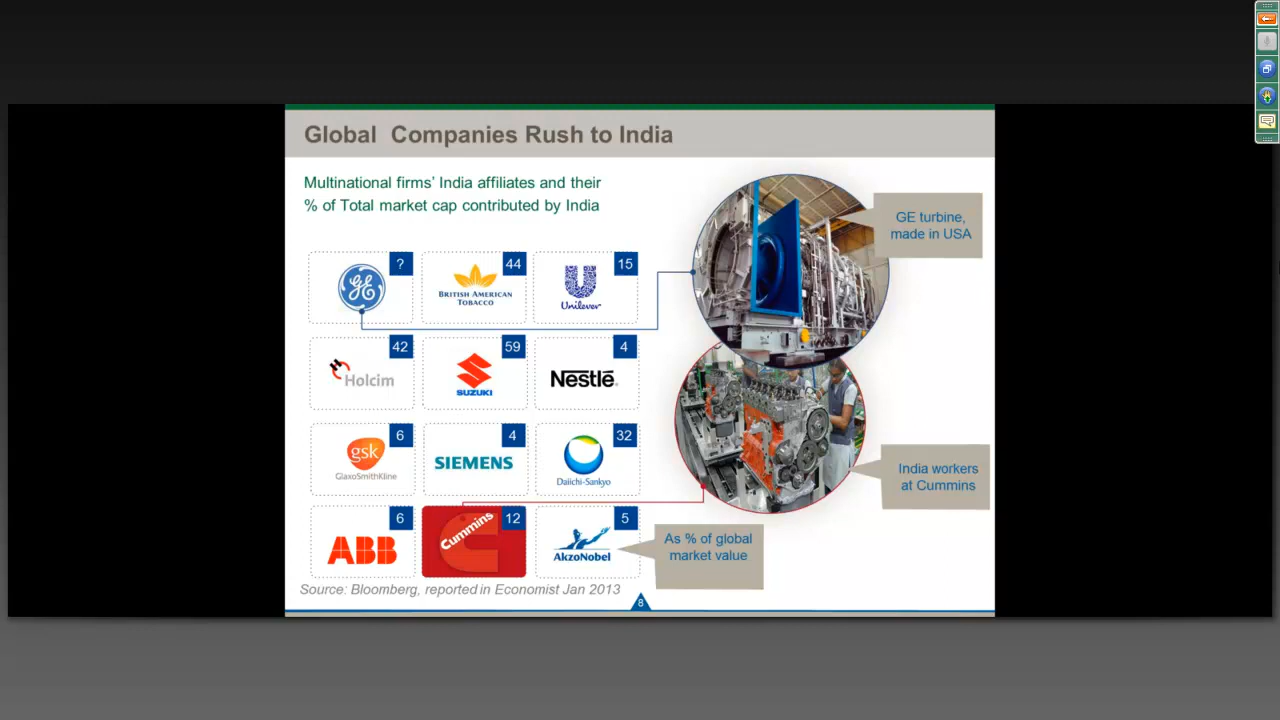 Global Companies Rush to India
Multinational firms' India affiliates and their
% of Total market cap contributed by India
GE turbine,
made in USA
?
GE
44
BRITISH AMERICAN
TOBACCO
15
Unilever
42
Holcim
59
SUZUKI
4
Nestlé
6
gsk
GlaxoSmithKline
4
SIEMENS
32
Daiichi-Sankyo
India workers
at Cummins
6
ABB
12
Cummins
5
AkzoNobel
As % of global
market value
Source: Bloomberg, reported in Economist Jan 2013
8